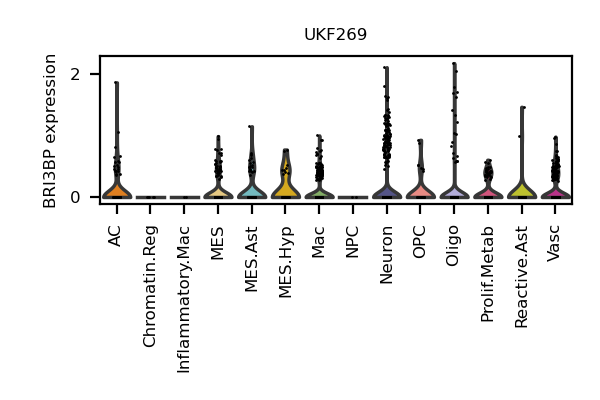 UKF269
BRI3BP expression
2
0
AC
Chromatin.Reg
Inflammatory.Mac
MES
MES.Ast
MES.Hyp
Mac
NPC
Neuron
OPC
Oligo
Prolif.Metab
Reactive.Ast
Vasc